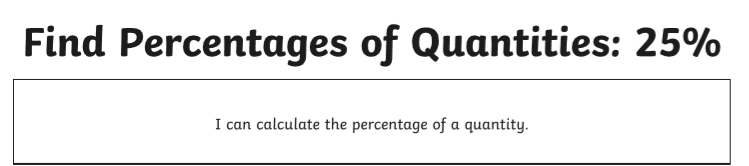 Find Percentages of Quantities: 25%
I can calculate the percentage of a quantity.